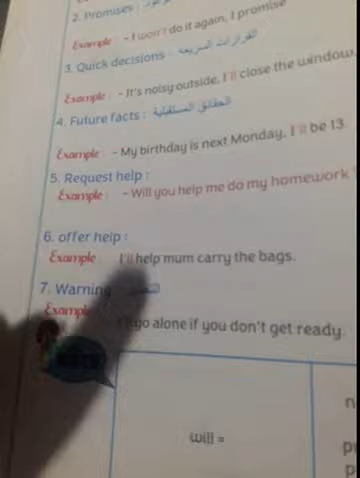 2. Promises :
Example : - I won't do it again, I promise
3. Quick decisions : القرارات السريعه
Example : - It's noisy outside, I'll close the window.
4. Future facts : الحقائق المستقبلية
Example - My birthday is next Monday, I'll be 13.
5. Request help :
Example : - Will you help me do my homework
6. offer help :
Example I'll help mum carry the bags.
7. Warning
Example
go alone if you don't get ready.
will =